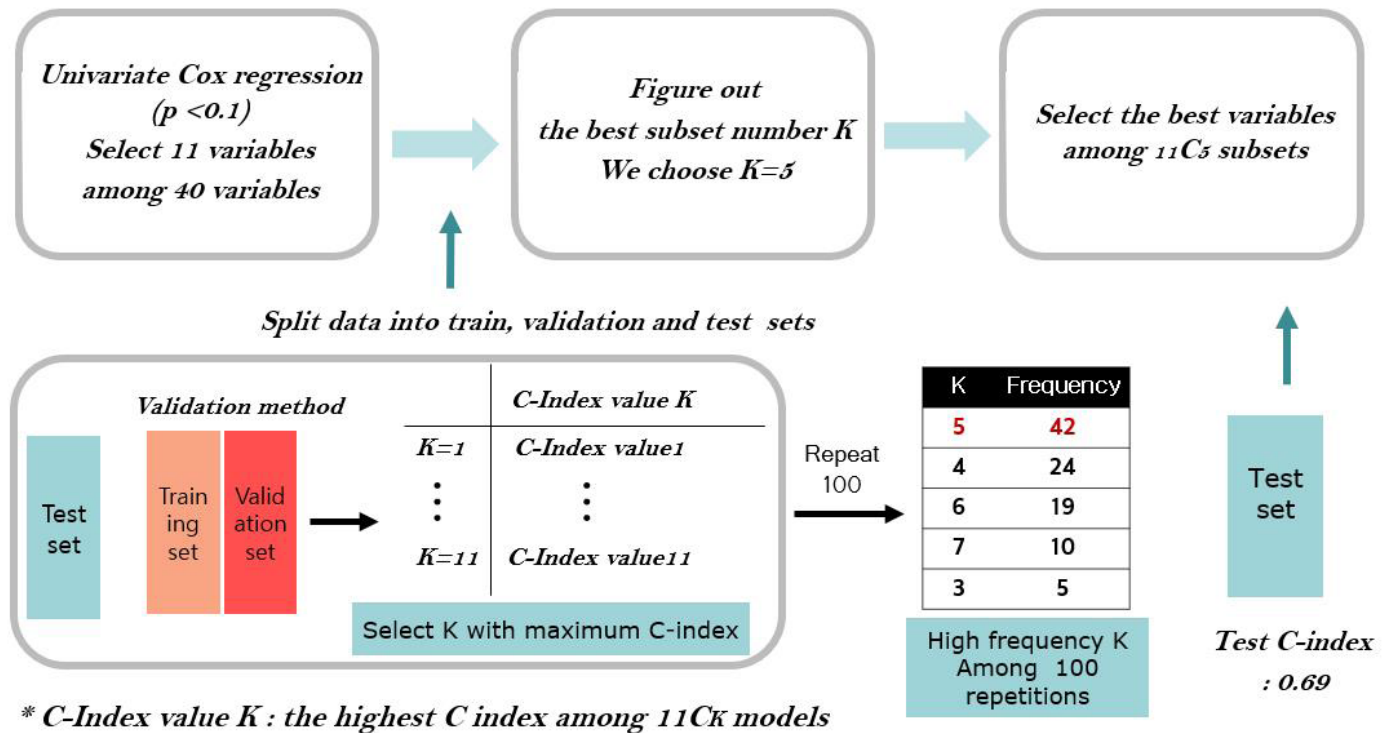 Univariate Cox regression
(p <0.1)
Select 11 variables
among 40 variables
Figure out
the best subset number K
We choose K=5
Select the best variables
among 11C5 subsets
Split data into train, validation and test sets
Validation method
Test
set
Train
ing
set
Valid
ation
set
C-Index value K
K=1 C-Index value1
⋮ ⋮
K=11 C-Index value11
Select K with maximum C-index
Repeat
100
K Frequency
5 42
4 24
6 19
7 10
3 5
High frequency K
Among 100
repetitions
Test
set
Test C-index
: 0.69
* C-Index value K : the highest C index among 11CK models